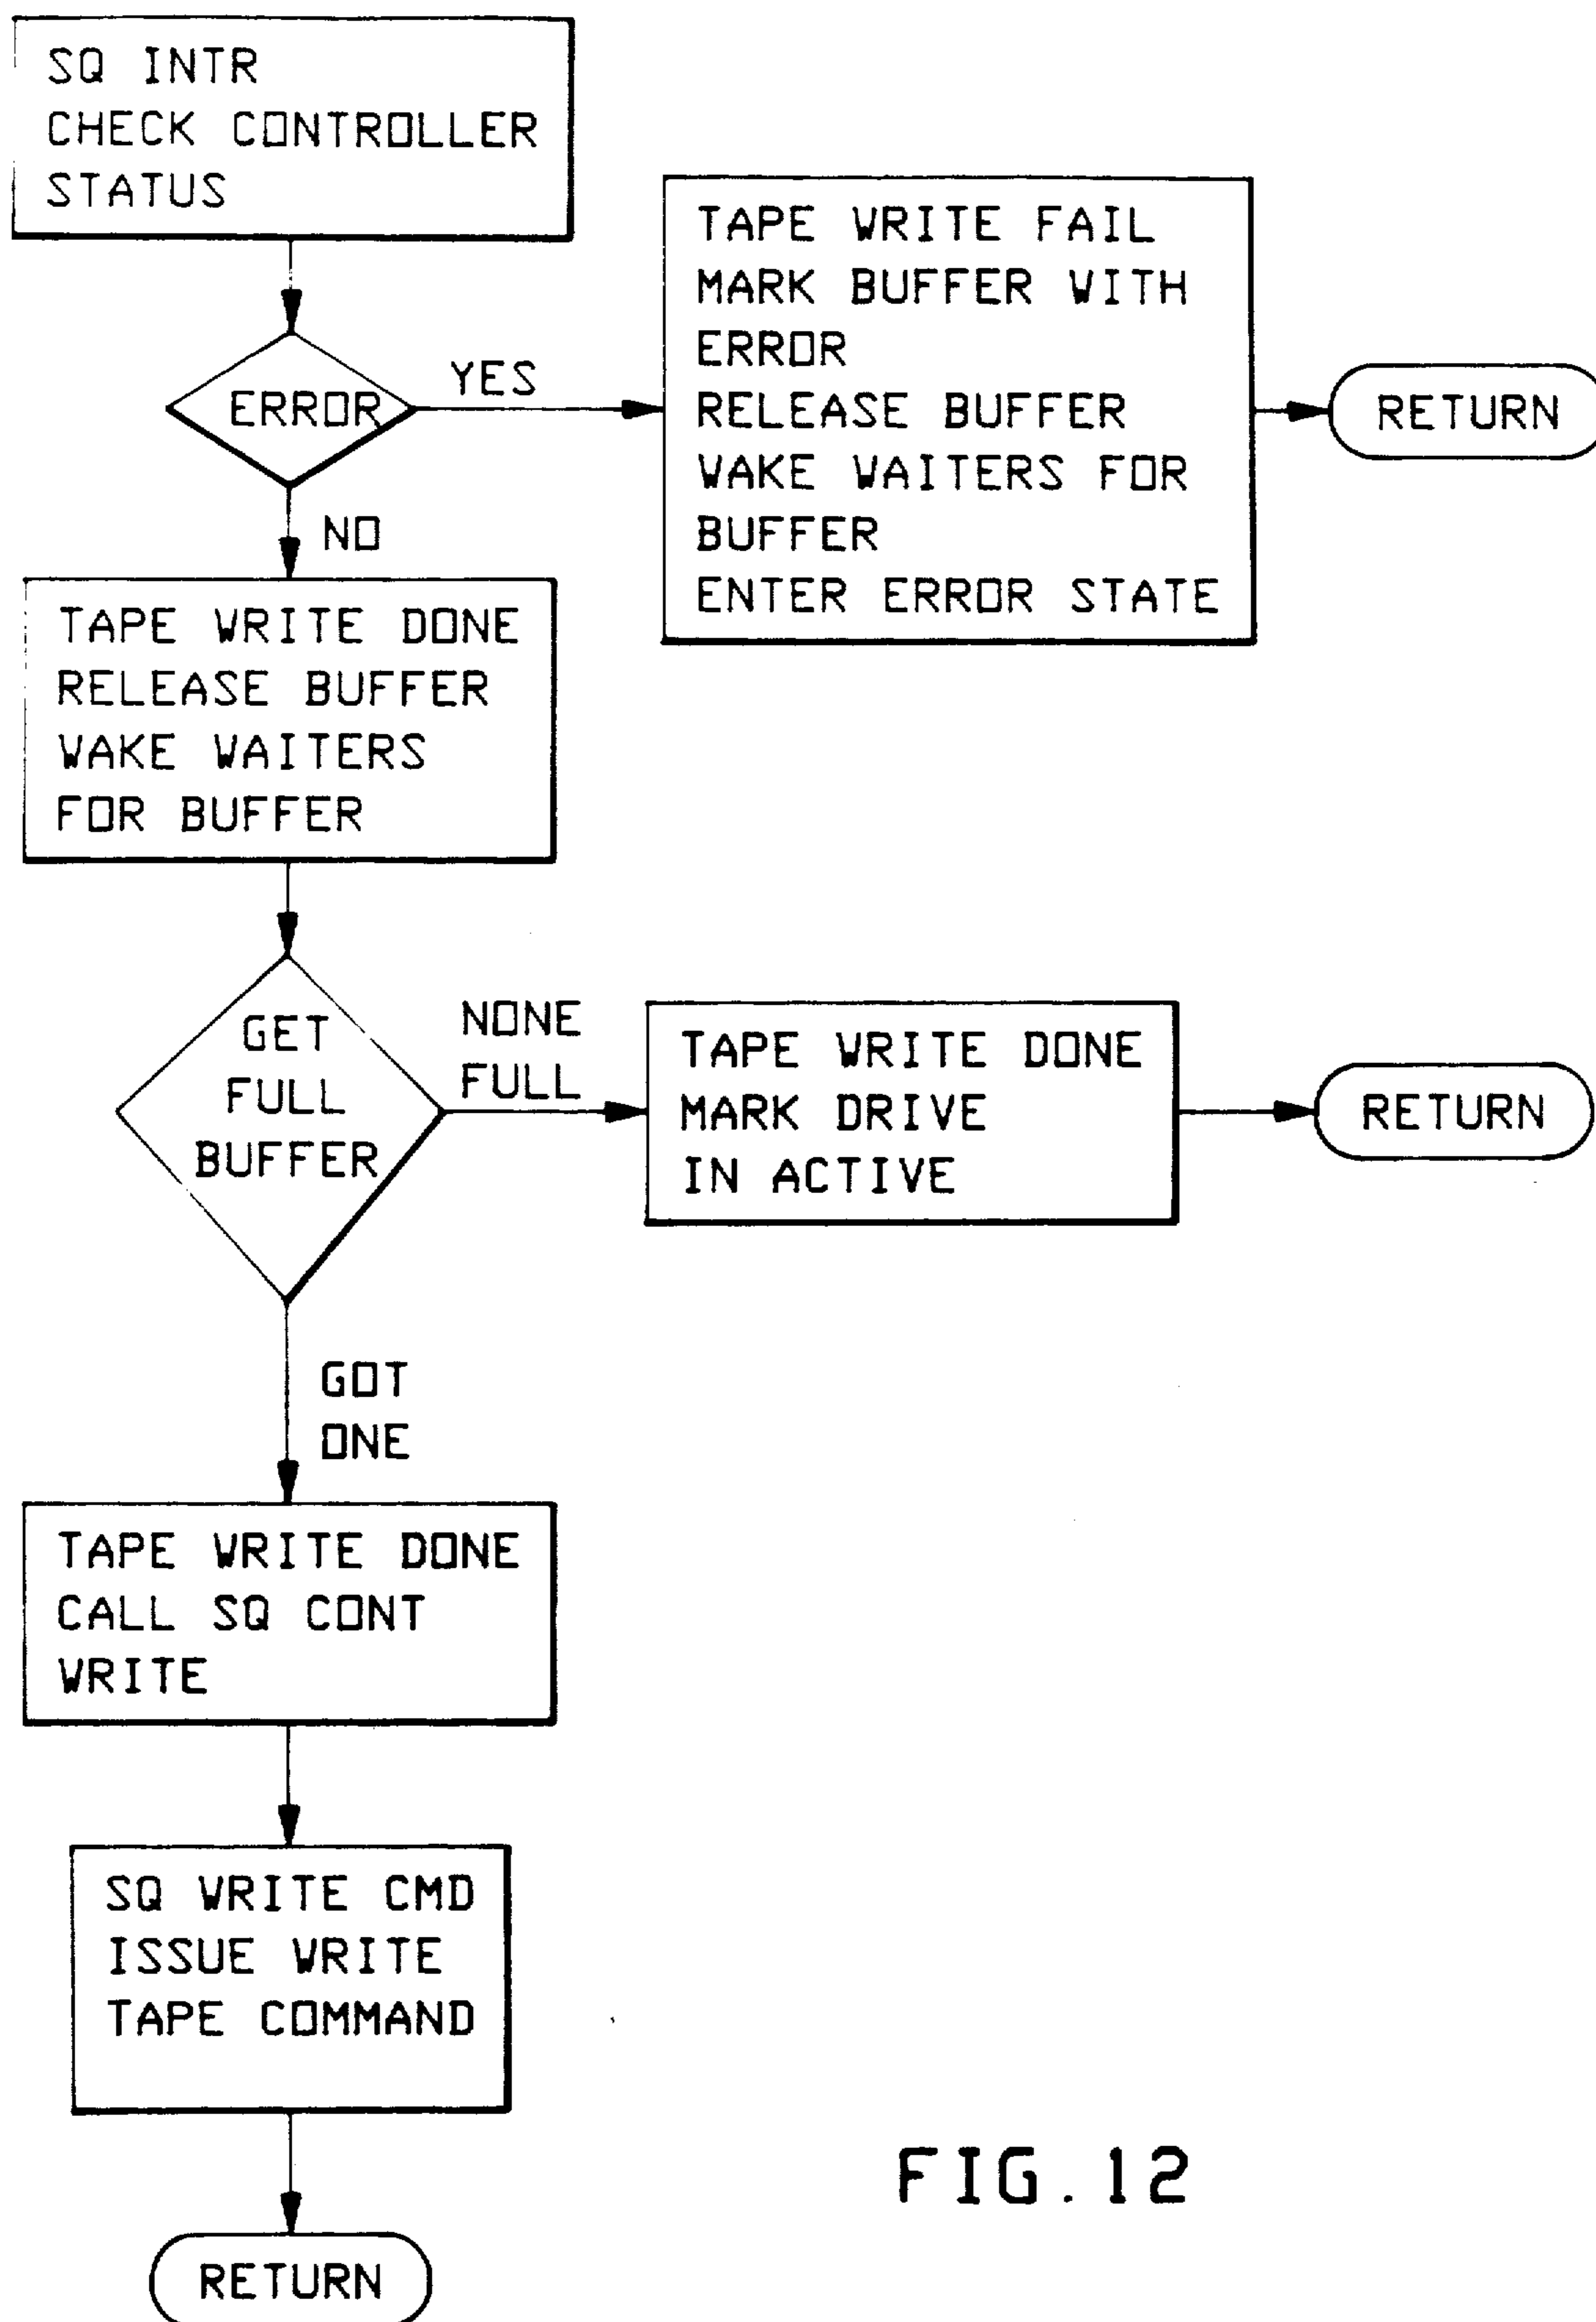 SQ INTR
CHECK CONTROLLER
STATUS
ERROR
YES
TAPE WRITE FAIL
MARK BUFFER WITH
ERROR
RELEASE BUFFER
WAKE WAITERS FOR
BUFFER
ENTER ERROR STATE
RETURN
NO
TAPE WRITE DONE
RELEASE BUFFER
WAKE WAITERS
FOR BUFFER
GET
FULL
BUFFER
NONE
FULL
TAPE WRITE DONE
MARK DRIVE
IN ACTIVE
RETURN
GOT
ONE
TAPE WRITE DONE
CALL SQ CONT
WRITE
SQ WRITE CMD
ISSUE WRITE
TAPE COMMAND
RETURN
FIG. 12